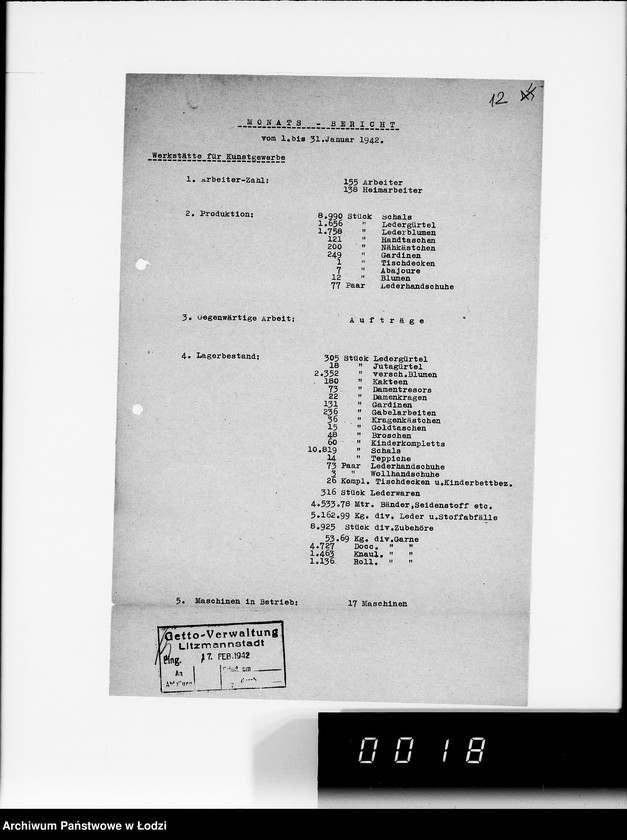 12
MONATS - BERICHT
vom 1.bis 31.Januar 1942.
Werkstätte für Kunstgewerbe
1. Arbeiter-Zahl: 155 Arbeiter
138 Heimarbeiter
2. Produktion: 8.990 Stück Schals
1.656 " Ledergürtel
1.758 " Lederblumen
121 " Handtaschen
200 " Nähkästchen
249 " Gardinen
1 " Tischdecken
7 " Abajoure
12 " Blumen
77 Paar Lederhandschuhe
3. Gegenwärtige Arbeit: Aufträge
4. Lagerbestand: 305 Stück Ledergürtel
18 " Jutagürtel
2.352 " versch.Blumen
180 " Kakteen
73 " Damentresors
22 " Damenkragen
131 " Gardinen
236 " Gabelarbeiten
36 " Kragenkästchen
15 " Goldtaschen
48 " Broschen
60 " Kinderkompletts
10.819 " Schals
14 " Teppiche
73 Paar Lederhandschuhe
3 " Wollhandschuhe
26 Kompl. Tischdecken u.Kinderbettbez.
316 Stück Lederwaren
4.533.78 Mtr. Bänder,Seidenstoff etc.
5.162.99 Kg. div. Leder u.Stoffabfälle
8.925 Stück div.Zubehöre
53.69 Kg. div.Garne
4.727 Docc. " "
1.463 Knaul. " "
1.136 Roll. " "
5. Maschinen in Betrieb: 17 Maschinen
Getto-Verwaltung
Litzmannstadt
Eing. 17. FEB. 1942
An
0018
Archiwum Państwowe w Łodzi